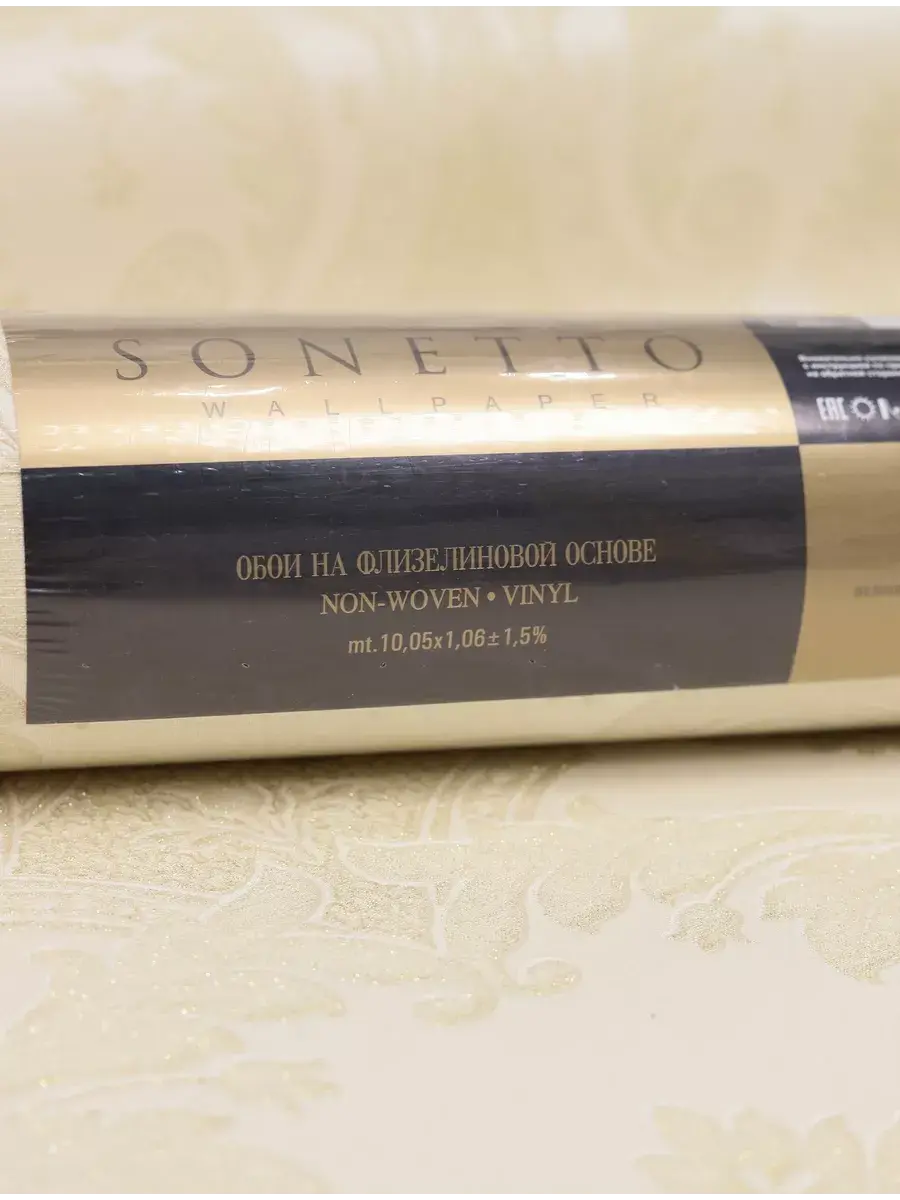 SONETTO
WALLPAPER
ОБОИ НА ФЛИЗЕЛИНОВОЙ ОСНОВЕ
NON-WOVEN • VINYL
mt.10,05x1,06±1,5%
EAC